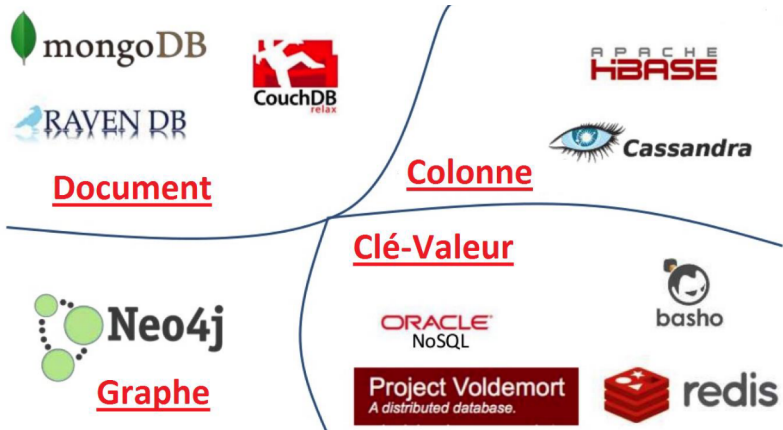 mongoDB
CouchDB
relax
RAVEN DB
Document
APACHE
HBASE
Cassandra
Colonne
Neo4j
Graphe
Clé-Valeur
ORACLE
NoSQL
basho
Project Voldemort
A distributed database.
redis